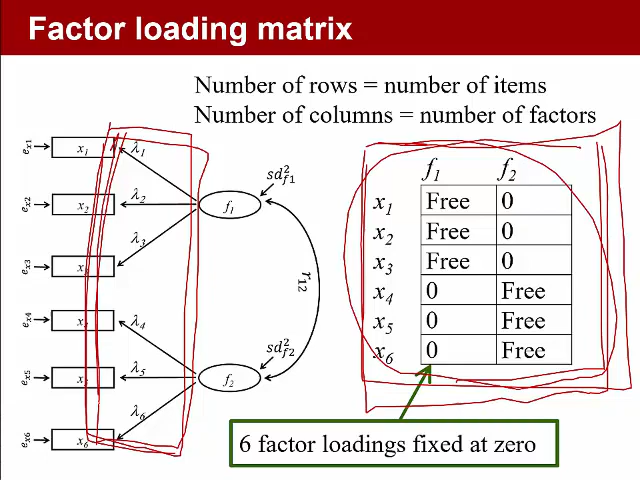 Factor loading matrix
Number of rows = number of items
Number of columns = number of factors
e_x1 x_1 λ_1
e_x2 x_2 λ_2
e_x3 x λ_3
e_x4 λ_4
e_x5 λ_5
e_x6 x_6 λ_6
sd²_f1
f_1
r_12
sd²_f2
f_2
f_1 f_2
x_1 Free 0
x_2 Free 0
x_3 Free 0
x_4 0 Free
x_5 0 Free
x_6 0 Free
6 factor loadings fixed at zero